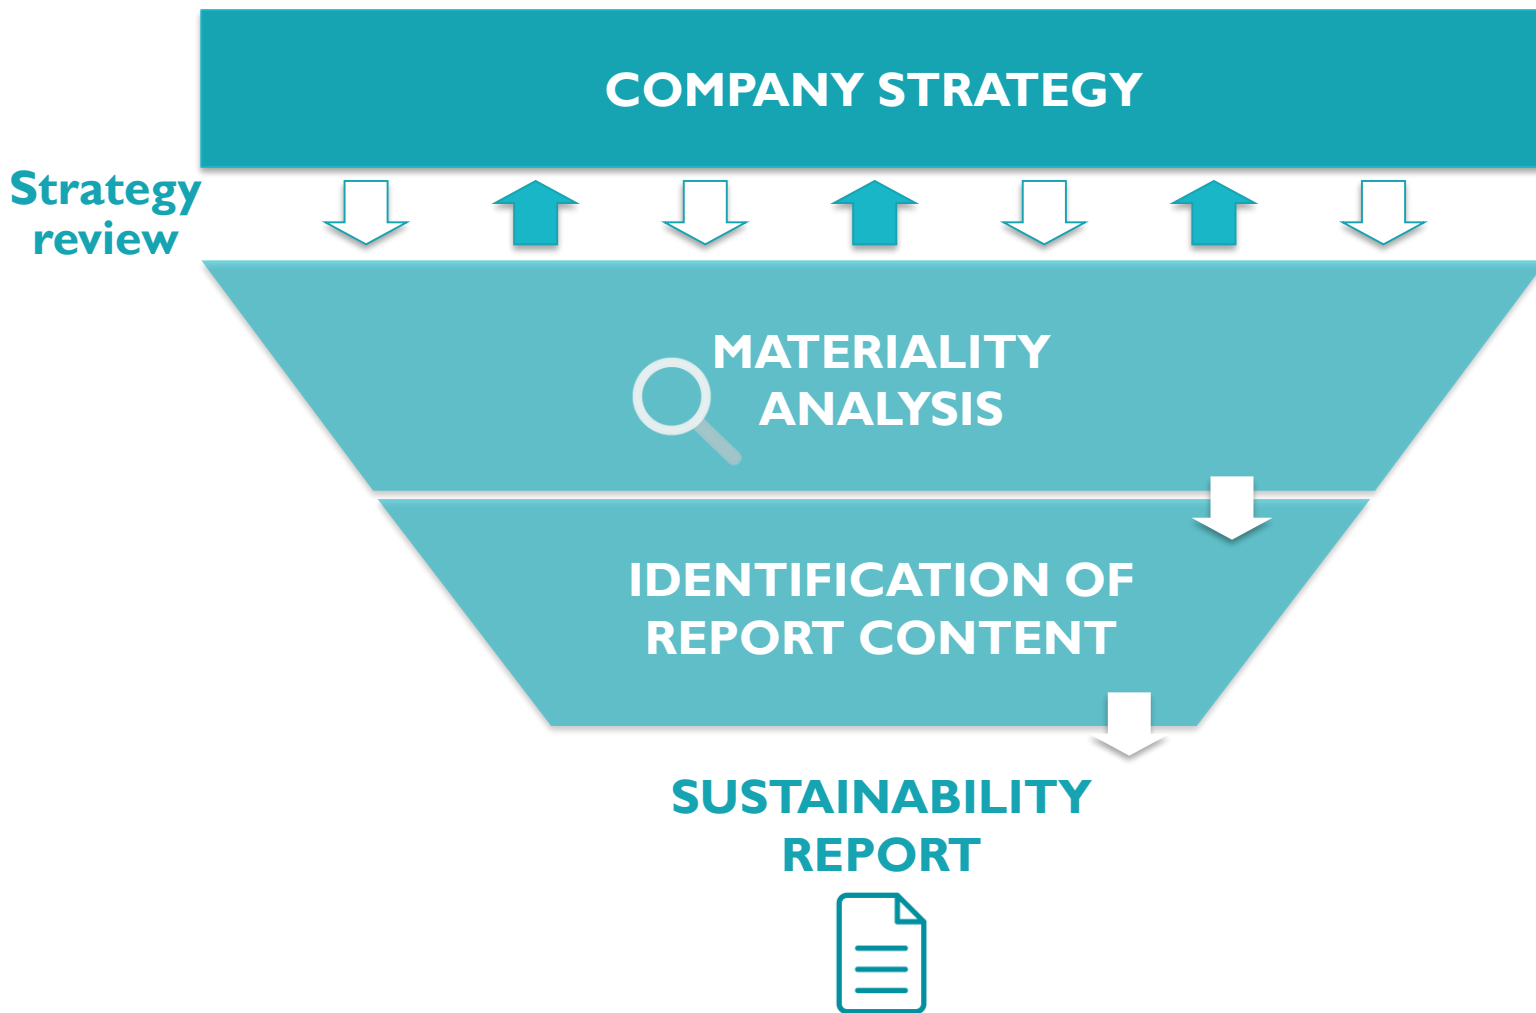 COMPANY STRATEGY
Strategy
review
MATERIALITY
ANALYSIS
IDENTIFICATION OF
REPORT CONTENT
SUSTAINABILITY
REPORT